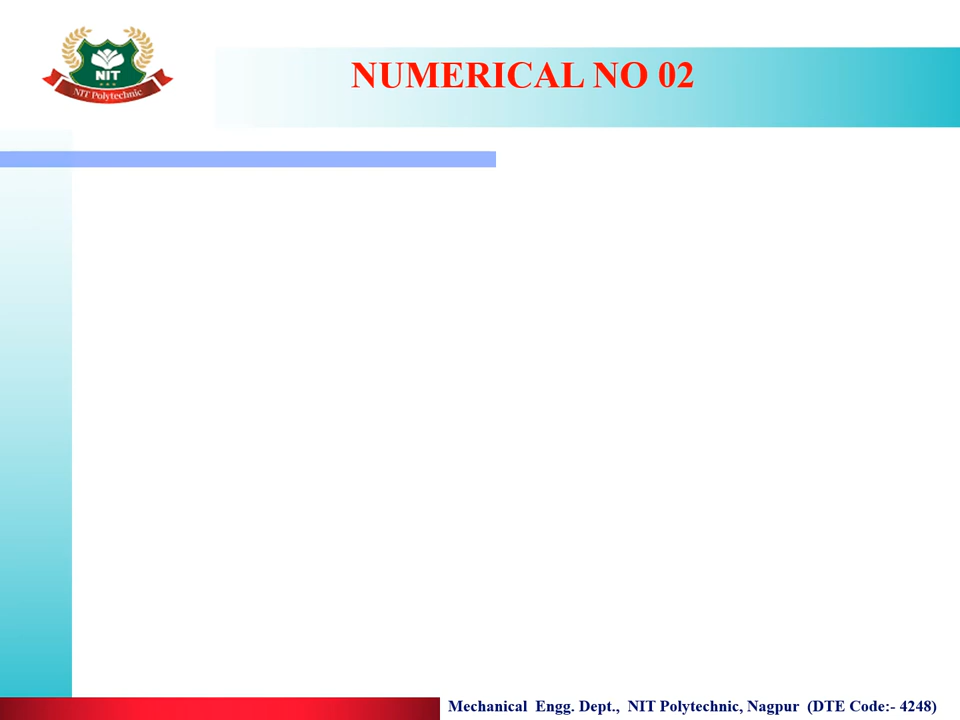 NIT
NIT Polytechnic
NUMERICAL NO 02
Mechanical Engg. Dept., NIT Polytechnic, Nagpur (DTE Code:- 4248)